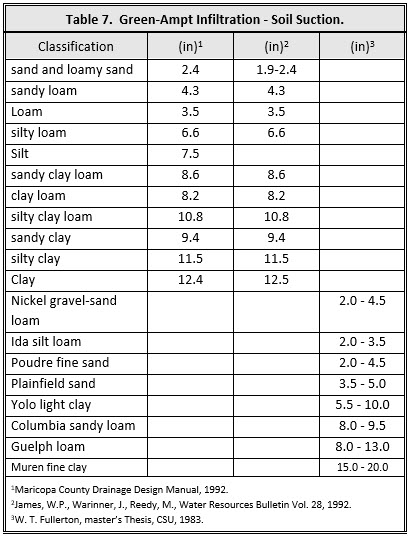 Table 7.  Green-Ampt Infiltration - Soil Suction.
Classification (in)¹ (in)² (in)³
sand and loamy sand 2.4 1.9-2.4
sandy loam 4.3 4.3
Loam 3.5 3.5
silty loam 6.6 6.6
Silt 7.5
sandy clay loam 8.6 8.6
clay loam 8.2 8.2
silty clay loam 10.8 10.8
sandy clay 9.4 9.4
silty clay 11.5 11.5
Clay 12.4 12.5
Nickel gravel-sand 2.0 - 4.5
loam
Ida silt loam 2.0 - 3.5
Poudre fine sand 2.0 - 4.5
Plainfield sand 3.5 - 5.0
Yolo light clay 5.5 - 10.0
Columbia sandy loam 8.0 - 9.5
Guelph loam 8.0 - 13.0
Muren fine clay 15.0 - 20.0
¹Maricopa County Drainage Design Manual, 1992.
²James, W.P., Warinner, J., Reedy, M., Water Resources Bulletin Vol. 28, 1992.
³W. T. Fullerton, master's Thesis, CSU, 1983.